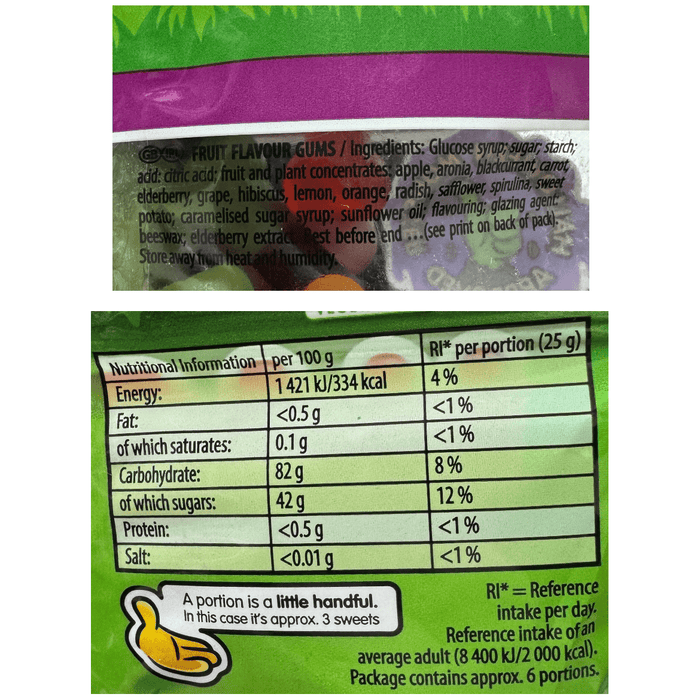 GB IRL FRUIT FLAVOUR GUMS / Ingredients: Glucose syrup; sugar; starch;
acid: citric acid; fruit and plant concentrates: apple, aronia, blackcurrant, carrot,
elderberry, grape, hibiscus, lemon, orange, radish, safflower, spirulina, sweet
potato; caramelised sugar syrup; sunflower oil; flavouring; glazing agent:
beeswax; elderberry extract. Best before end ...(see print on back of pack).
Store away from heat and humidity.
Nutritional Information per 100 g RI* per portion (25 g)
Energy: 1 421 kJ/334 kcal 4 %
Fat: <0.5 g <1 %
of which saturates: 0.1 g <1 %
Carbohydrate: 82 g 8 %
of which sugars: 42 g 12 %
Protein: <0.5 g <1 %
Salt: <0.01 g <1 %
A portion is a little handful.
In this case it's approx. 3 sweets
RI* = Reference
intake per day.
Reference intake of an
average adult (8 400 kJ/2 000 kcal).
Package contains approx. 6 portions.